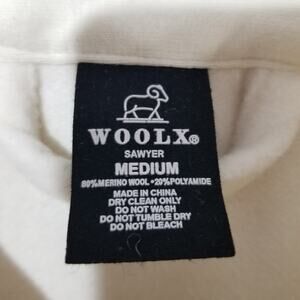 WOOLX®
SAWYER
MEDIUM
80%MERINO WOOL •20%POLYAMIDE
MADE IN CHINA
DRY CLEAN ONLY
DO NOT WASH
DO NOT TUMBLE DRY
DO NOT BLEACH